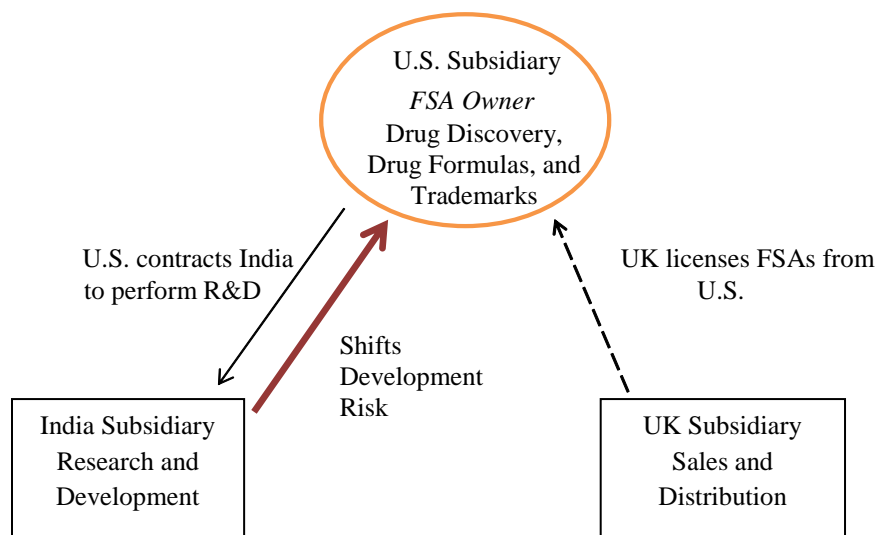 U.S. Subsidiary
FSA Owner
Drug Discovery,
Drug Formulas, and
Trademarks
U.S. contracts India
to perform R&D
UK licenses FSAs from
U.S.
Shifts
Development
Risk
India Subsidiary
Research and
Development
UK Subsidiary
Sales and
Distribution